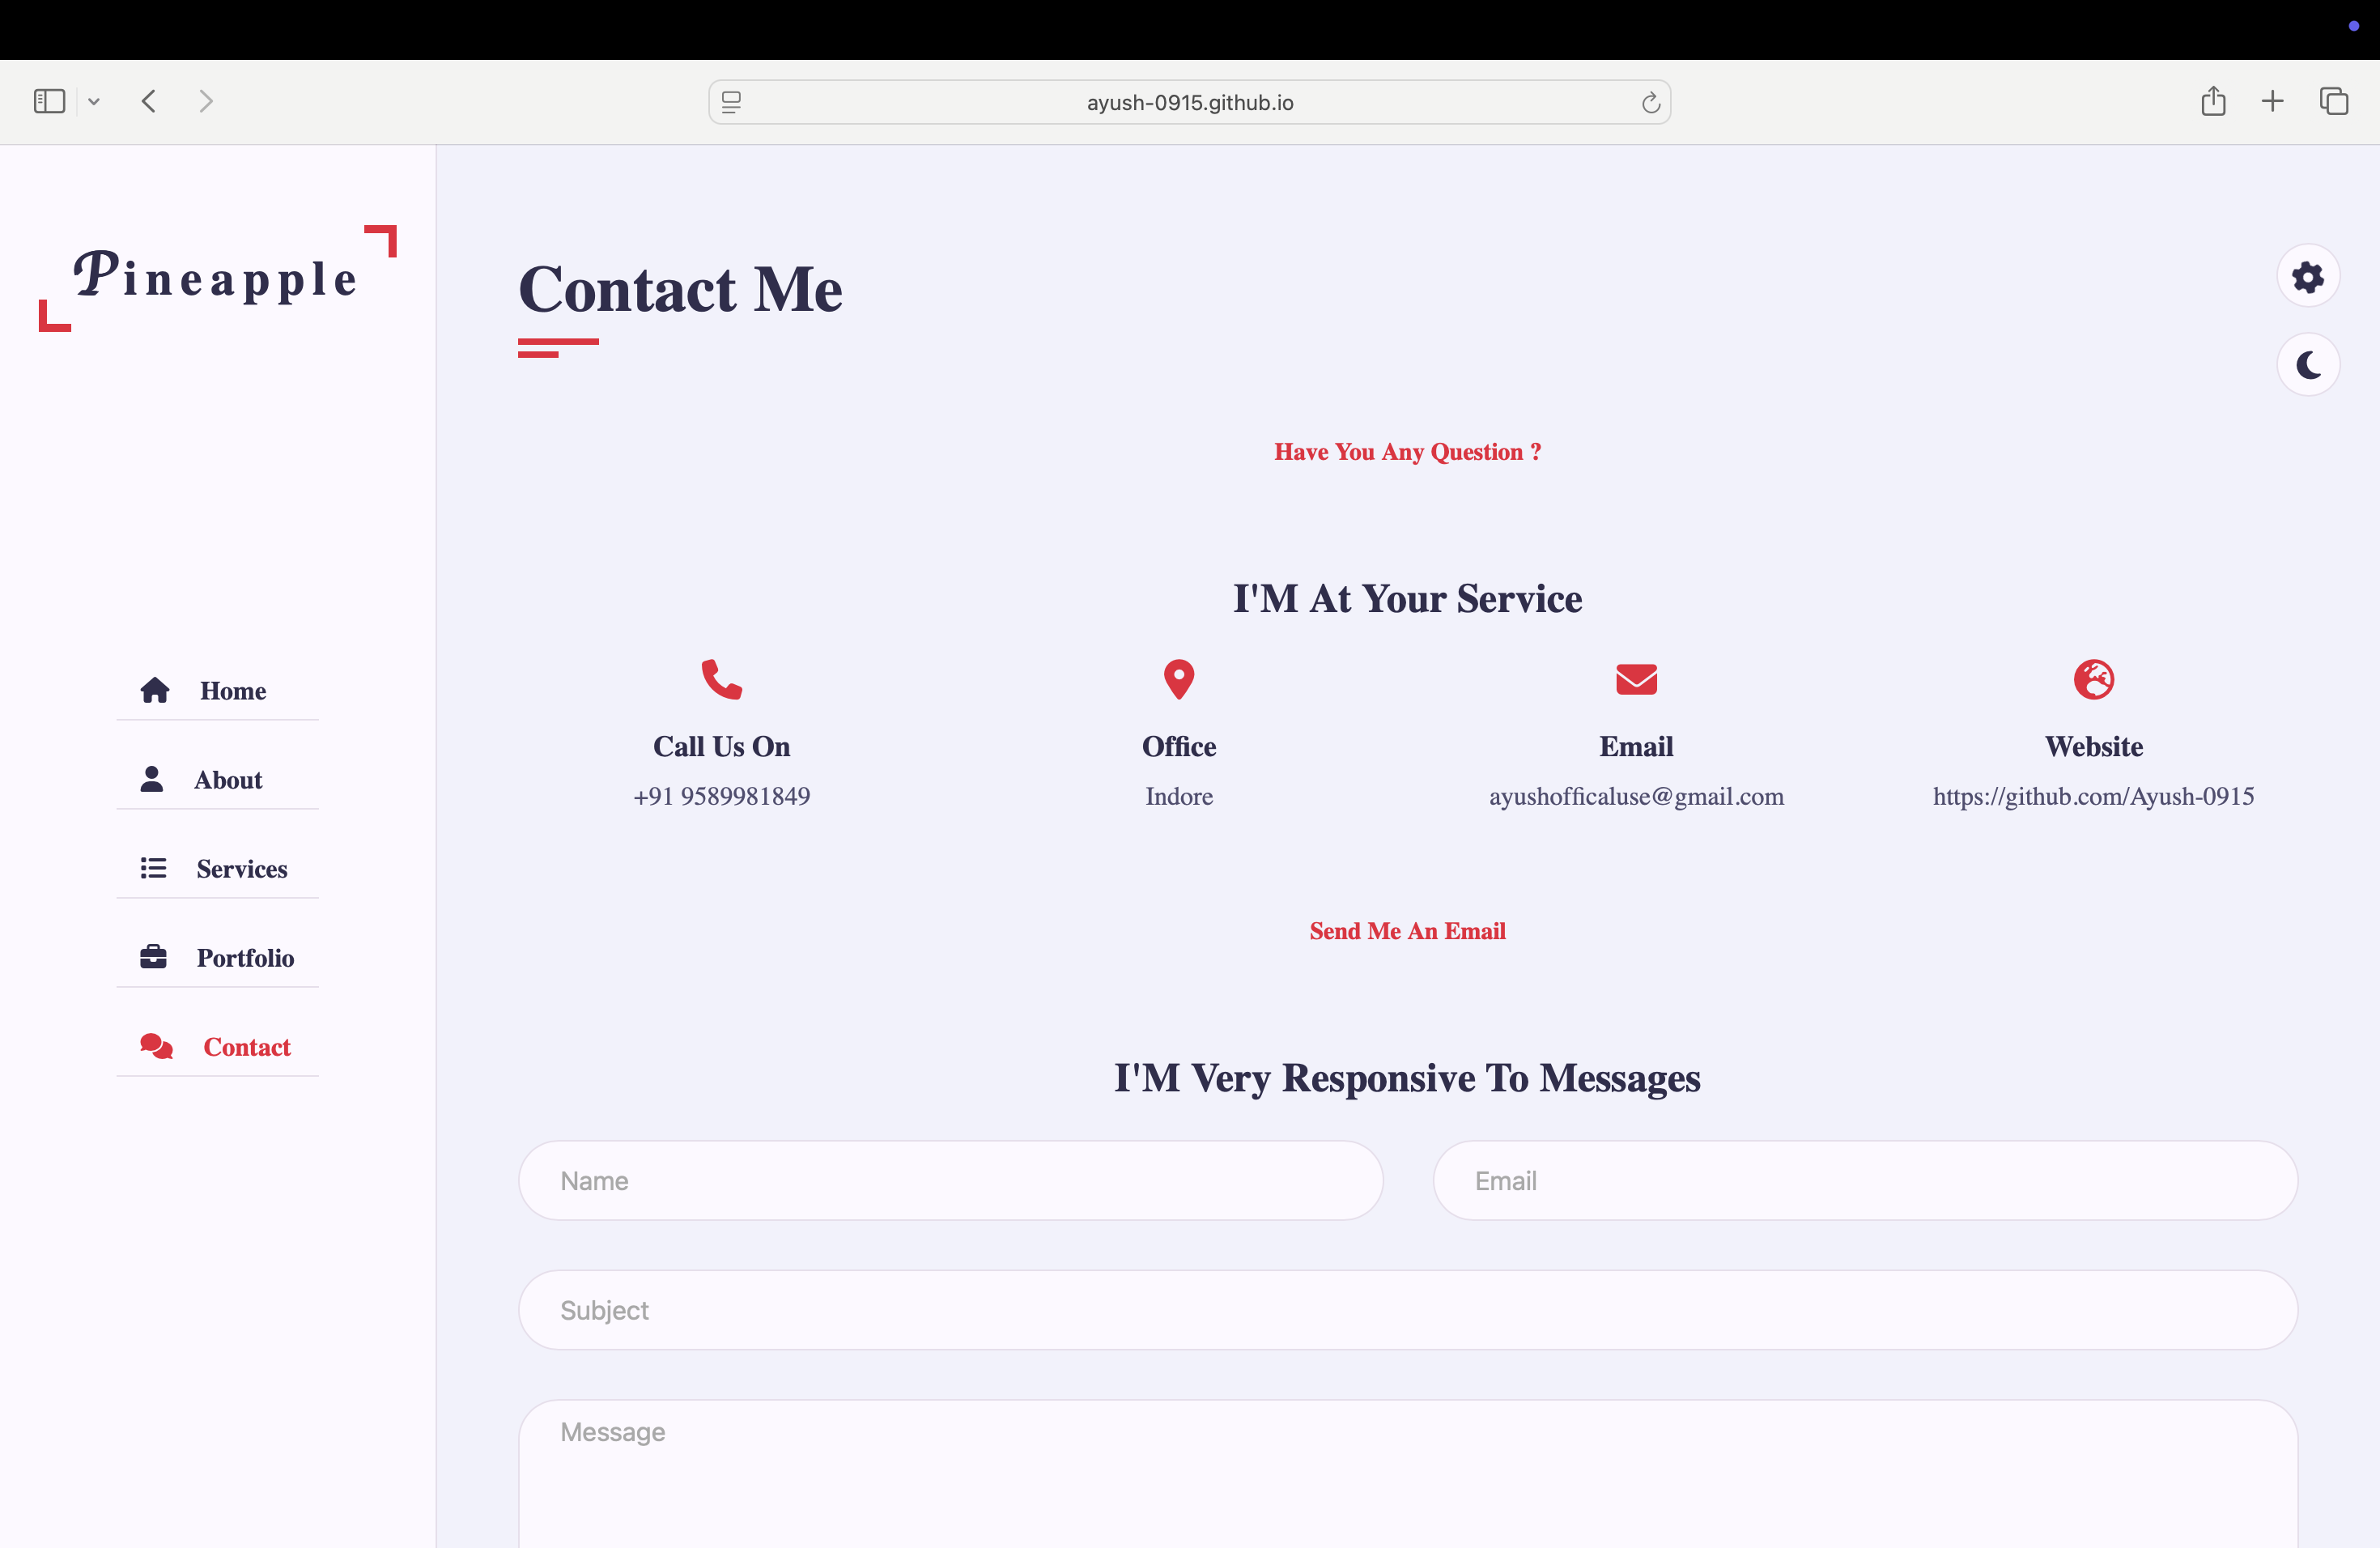 ayush-0915.github.io
Pineapple
Home
About
Services
Portfolio
Contact
Contact Me
Have You Any Question ?
I'M At Your Service
Call Us On
+91 9589981849
Office
Indore
Email
ayushofficaluse@gmail.com
Website
https://github.com/Ayush-0915
Send Me An Email
I'M Very Responsive To Messages
Name
Email
Subject
Message